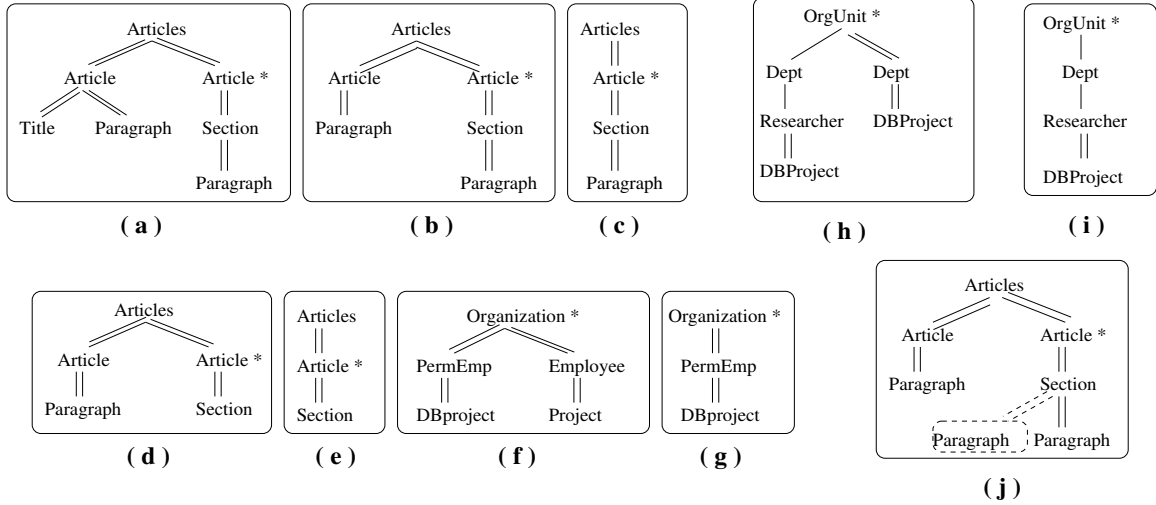 Articles
Article Article *
Title Paragraph Section
Paragraph
( a )
Articles
Article Article *
Paragraph Section
Paragraph
( b )
Articles
Article *
Section
Paragraph
( c )
OrgUnit *
Dept Dept
Researcher DBProject
DBProject
( h )
OrgUnit *
Dept
Researcher
DBProject
( i )
Articles
Article Article *
Paragraph Section
( d )
Articles
Article *
Section
( e )
Organization *
PermEmp Employee
DBproject Project
( f )
Organization *
PermEmp
DBproject
( g )
Articles
Article Article *
Paragraph Section
Paragraph Paragraph
( j )